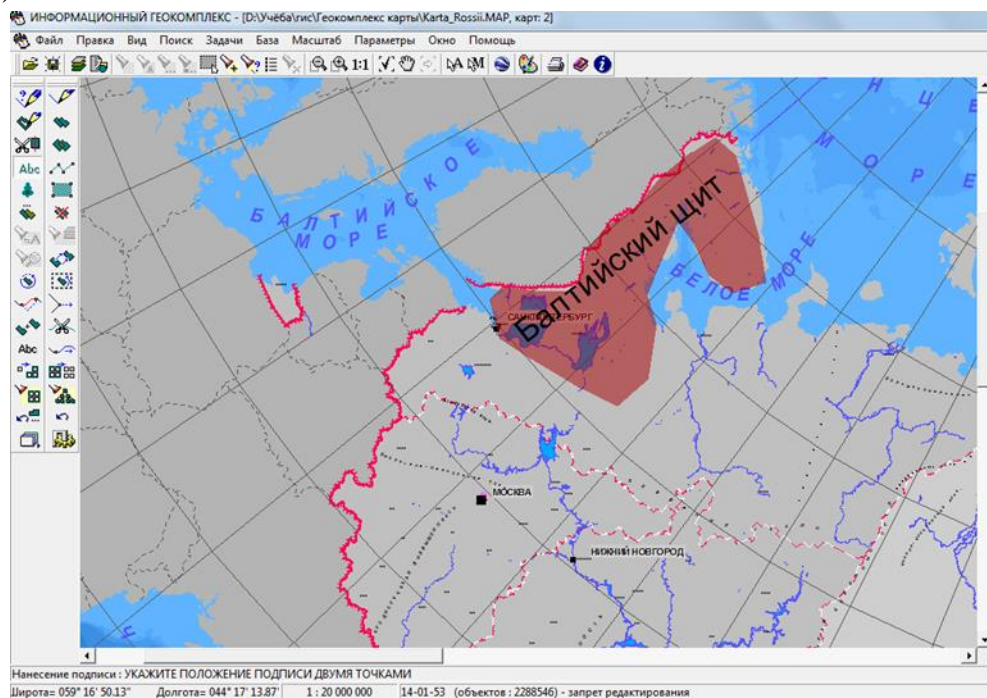 ИНФОРМАЦИОННЫЙ ГЕОКОМПЛЕКС - [D:\Учёба\гис\Геокомплекс карты\Karta_Rossii.MAP, карт: 2]
Файл Правка Вид Поиск Задачи База Масштаб Параметры Окно Помощь
1:1 A M
Abc
Abc
МОРЕ
БАЛТИЙСКОЕ
МОРЕ
Балтийский щит
БЕЛОЕ МОРЕ
САНКТ-ПЕТЕРБУРГ
МОСКВА
НИЖНИЙ НОВГОРОД
Нанесение подписи : УКАЖИТЕ ПОЛОЖЕНИЕ ПОДПИСИ ДВУМЯ ТОЧКАМИ
Широта= 059° 16' 50.13" Долгота= 044° 17' 13.87' 1 : 20 000 000 14-01-53 (объектов : 2288546) - запрет редактирования